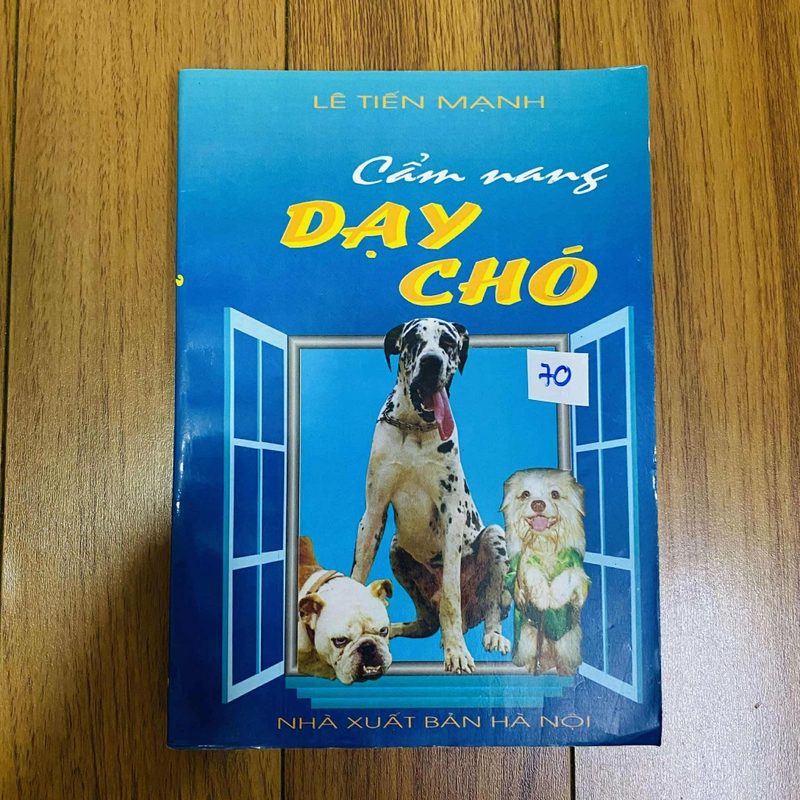 LÊ TIẾN MẠNH
Cẩm nang
DẠY
CHÓ
70
NHÀ XUẤT BẢN HÀ NỘI